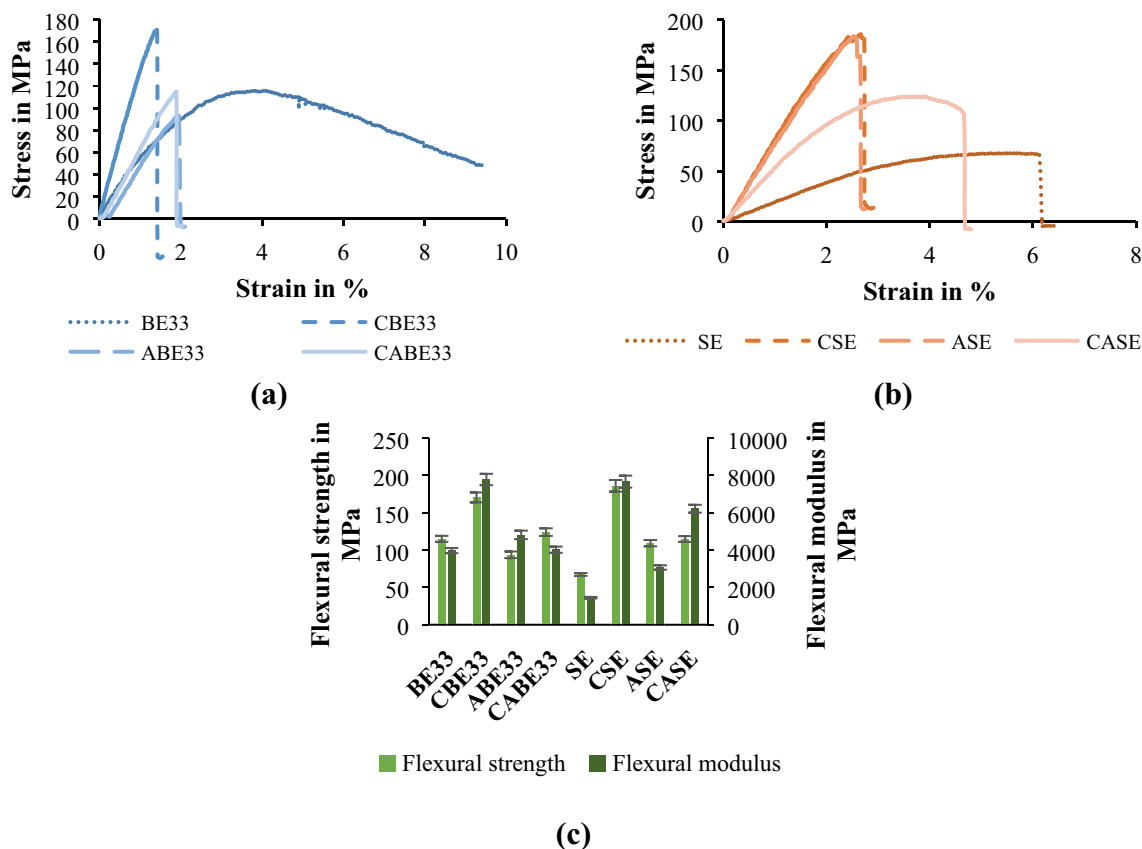 Stress in MPa
180
160
140
120
100
80
60
40
20
0
0 2 4 6 8 10
Strain in %
BE33 CBE33
ABE33 CABE33
(a)
Stress in MPa
200
150
100
50
0
0 2 4 6 8
Strain in %
SE CSE ASE CASE
(b)
Flexural strength in
MPa
250
200
150
100
50
0
10000
8000
6000
4000
2000
0
Flexural modulus in
MPa
BE33
CBE33
ABE33
CABE33
SE
CSE
ASE
CASE
Flexural strength Flexural modulus
(c)